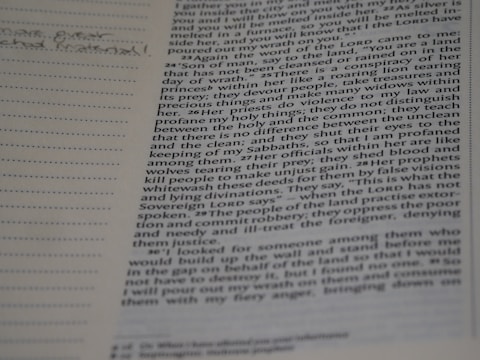 I gather you in my and
you inside the city and you with my
and you and I will blow on you inside her. 22 As silver is
melted in a furnace, so you will be melted
inside her, and you will know that I the LORD have
poured out my wrath on you.'"
23 Again the word of the LORD came to me:
24 "Son of man, say to the land, 'You are a land
that has not been cleansed or rained on in the
day of wrath.' 25 There is a conspiracy of her
princes within her like a roaring lion tearing
its prey; they devour people, take treasures and
precious things and make many widows within
her. 26 Her priests do violence to my law and
profane my holy things; they do not distinguish
between the holy and the common; they teach
that there is no difference between the unclean
and the clean; and they shut their eyes to the
keeping of my Sabbaths, so that I am profaned
among them. 27 Her officials within her are like
wolves tearing their prey; they shed blood and
kill people to make unjust gain. 28 Her prophets
whitewash these deeds for them by false visions
and lying divinations. They say, "This is what the
Sovereign LORD says" – when the LORD has not
spoken. 29 The people of the land practise extor-
tion and commit robbery; they oppress the poor
and needy and ill-treat the foreigner, denying
them justice.
30 'I looked for someone among them who
would build up the wall and stand before me
in the gap on behalf of the land so that I would
not have to destroy it, but I found no one. 31 So
I will pour out my wrath on them and consume
them with my fiery anger, bringing down on